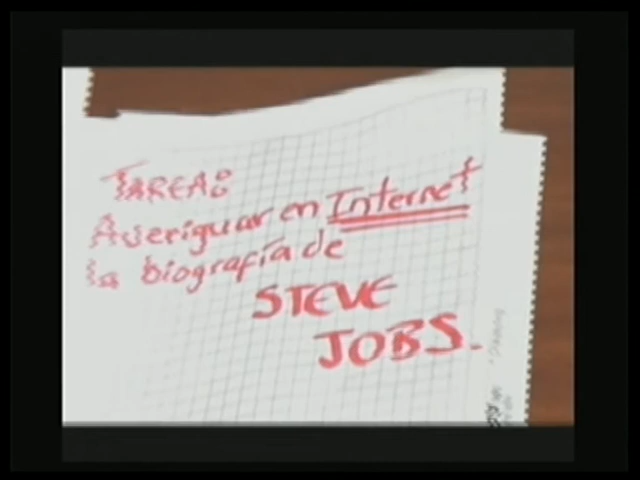 TAREA:
Averiguar en Internet
la biografía de
STEVE
JOBS.